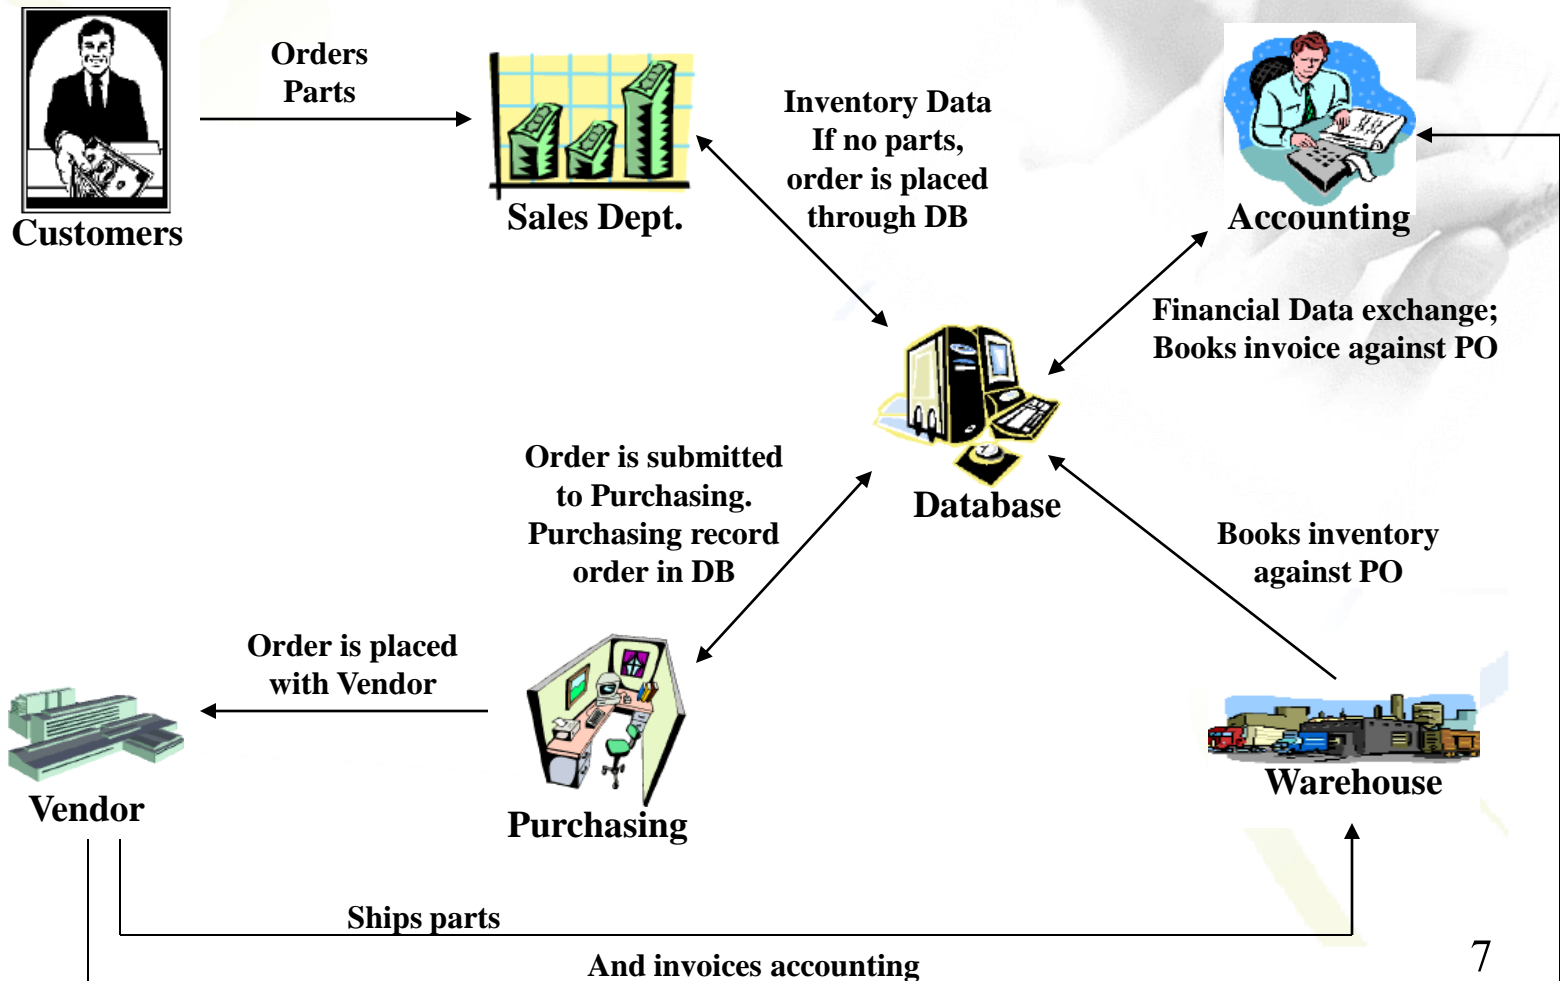 Orders
Parts
Customers
Sales Dept.
Inventory Data
If no parts,
order is placed
through DB
Accounting
Financial Data exchange;
Books invoice against PO
Database
Order is submitted
to Purchasing.
Purchasing record
order in DB
Books inventory
against PO
Order is placed
with Vendor
Vendor
Purchasing
Warehouse
Ships parts
And invoices accounting
7